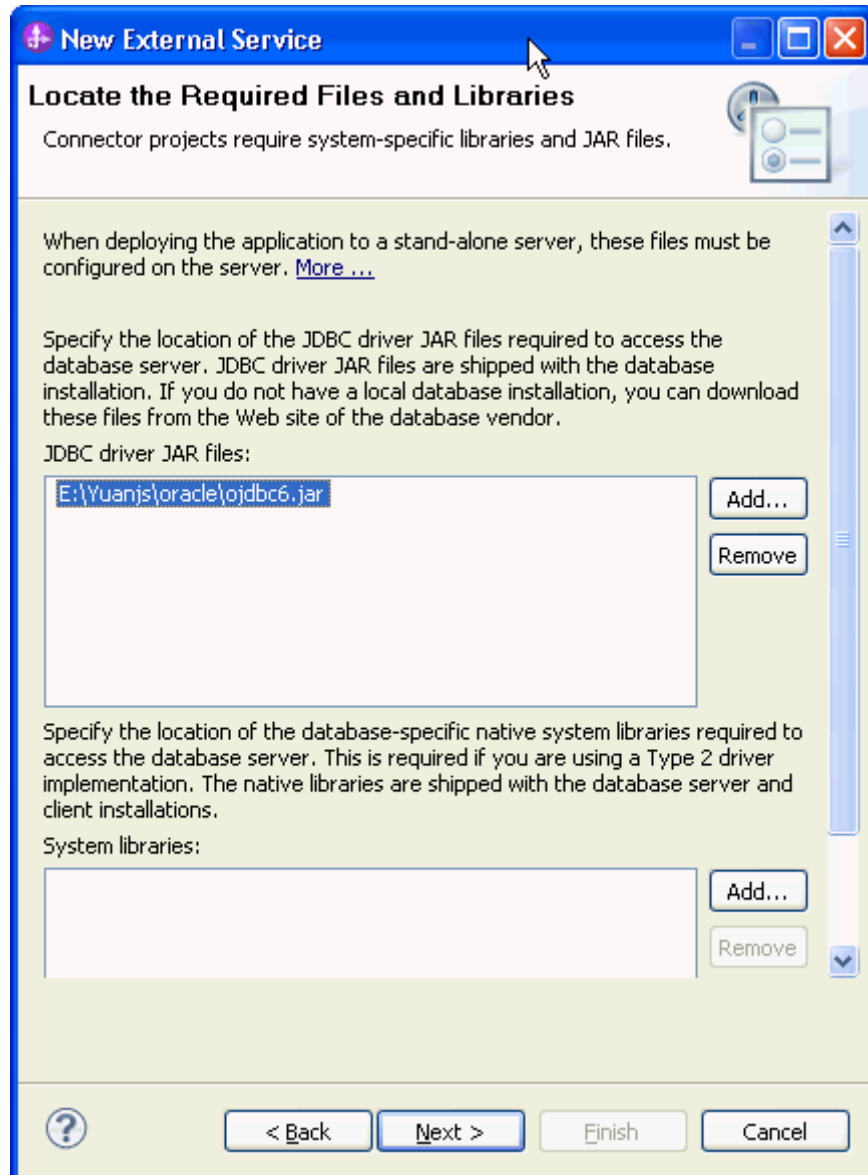 New External Service
Locate the Required Files and Libraries
Connector projects require system-specific libraries and JAR files.
When deploying the application to a stand-alone server, these files must be
configured on the server. More ...
Specify the location of the JDBC driver JAR files required to access the
database server. JDBC driver JAR files are shipped with the database
installation. If you do not have a local database installation, you can download
these files from the Web site of the database vendor.
JDBC driver JAR files:
E:\Yuanjs\oracle\ojdbc6.jar
Add...
Remove
Specify the location of the database-specific native system libraries required to
access the database server. This is required if you are using a Type 2 driver
implementation. The native libraries are shipped with the database server and
client installations.
System libraries:
Add...
Remove
? < Back Next > Finish Cancel